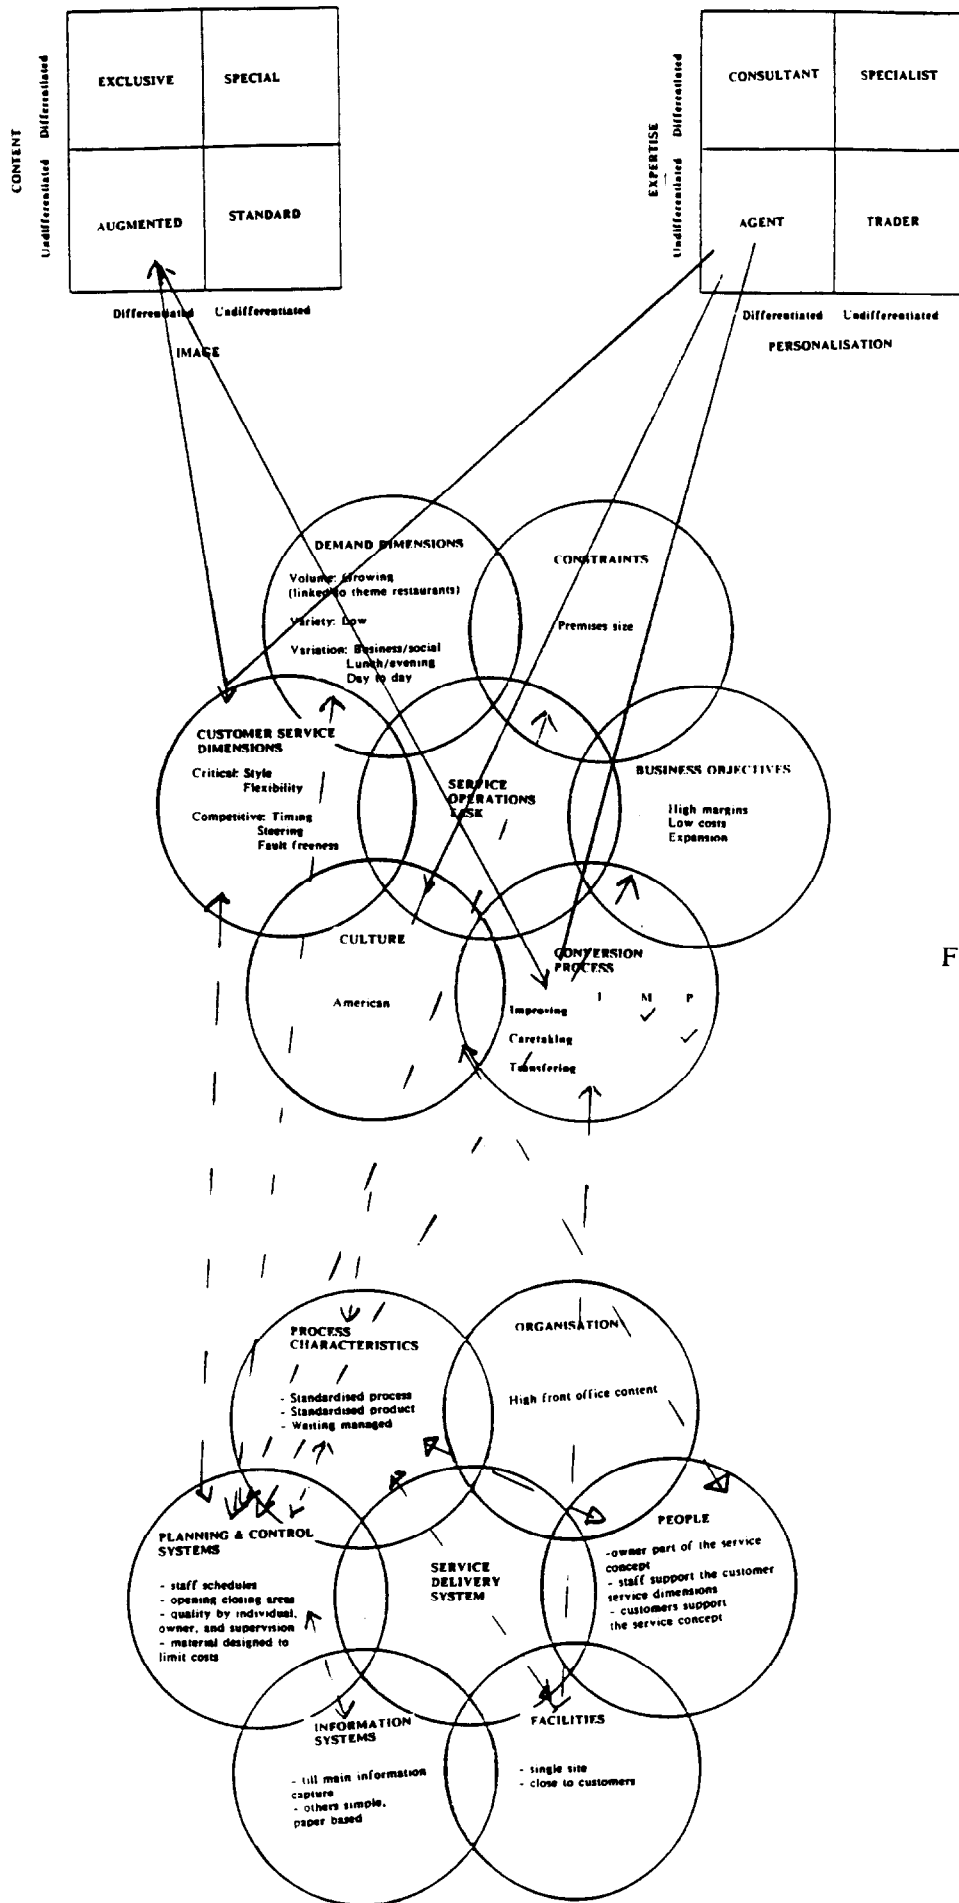 CONTENT
Differentiated
Undifferentiated
EXCLUSIVE
SPECIAL
AUGMENTED
STANDARD
Differentiated
Undifferentiated
IMAGE
EXPERTISE
Differentiated
Undifferentiated
CONSULTANT
SPECIALIST
AGENT
TRADER
Differentiated
Undifferentiated
PERSONALISATION
DEMAND DIMENSIONS
Volume: Growing
(linked to theme restaurants)
Variety: Low
Variation: Business/social
Lunch/evening
Day to day
CONSTRAINTS
Premises size
CUSTOMER SERVICE
DIMENSIONS
Critical: Style
Flexibility
Competitive: Timing
Steering
Fault freeness
SERVICE
OPERATIONS
TASK
BUSINESS OBJECTIVES
High margins
Low costs
Expansion
CULTURE
American
CONVERSION
PROCESS
I M P
Improving
Caretaking
Transfering
F
PROCESS
CHARACTERISTICS
- Standardised process
- Standardised product
- Waiting managed
ORGANISATION
High front office content
PLANNING & CONTROL
SYSTEMS
- staff schedules
- opening closing areas
- quality by individual,
owner, and supervision
- material designed to
limit costs
SERVICE
DELIVERY
SYSTEM
PEOPLE
-owner part of the service
concept
- staff support the customer
service dimensions
- customers support
the service concept
INFORMATION
SYSTEMS
- till main information
capture
- others simple,
paper based
FACILITIES
- single site
- close to customers